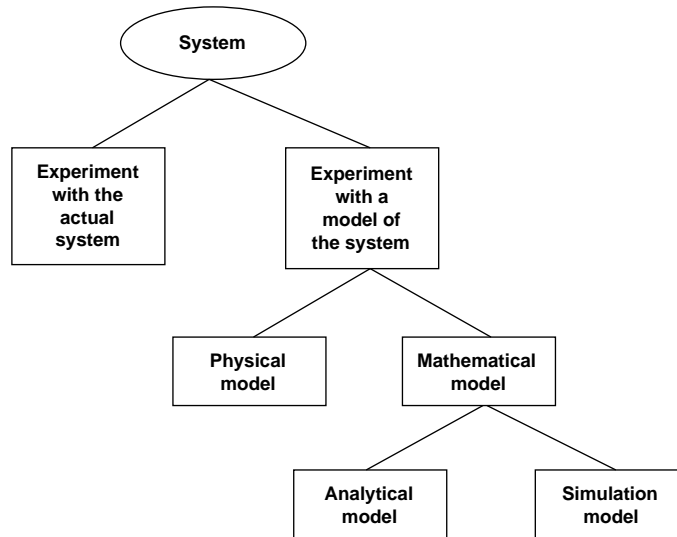 System
Experiment
with the
actual
system
Experiment
with a
model of
the system
Physical
model
Mathematical
model
Analytical
model
Simulation
model